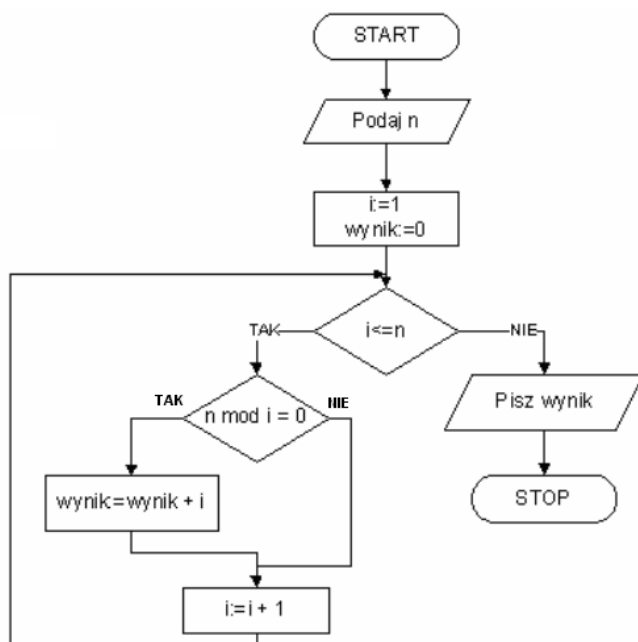 START
Podaj n
i:=1
wynik:=0
i<=n
TAK
NIE
n mod i = 0
TAK
NIE
Pisz wynik
wynik:=wynik + i
STOP
i:=i + 1